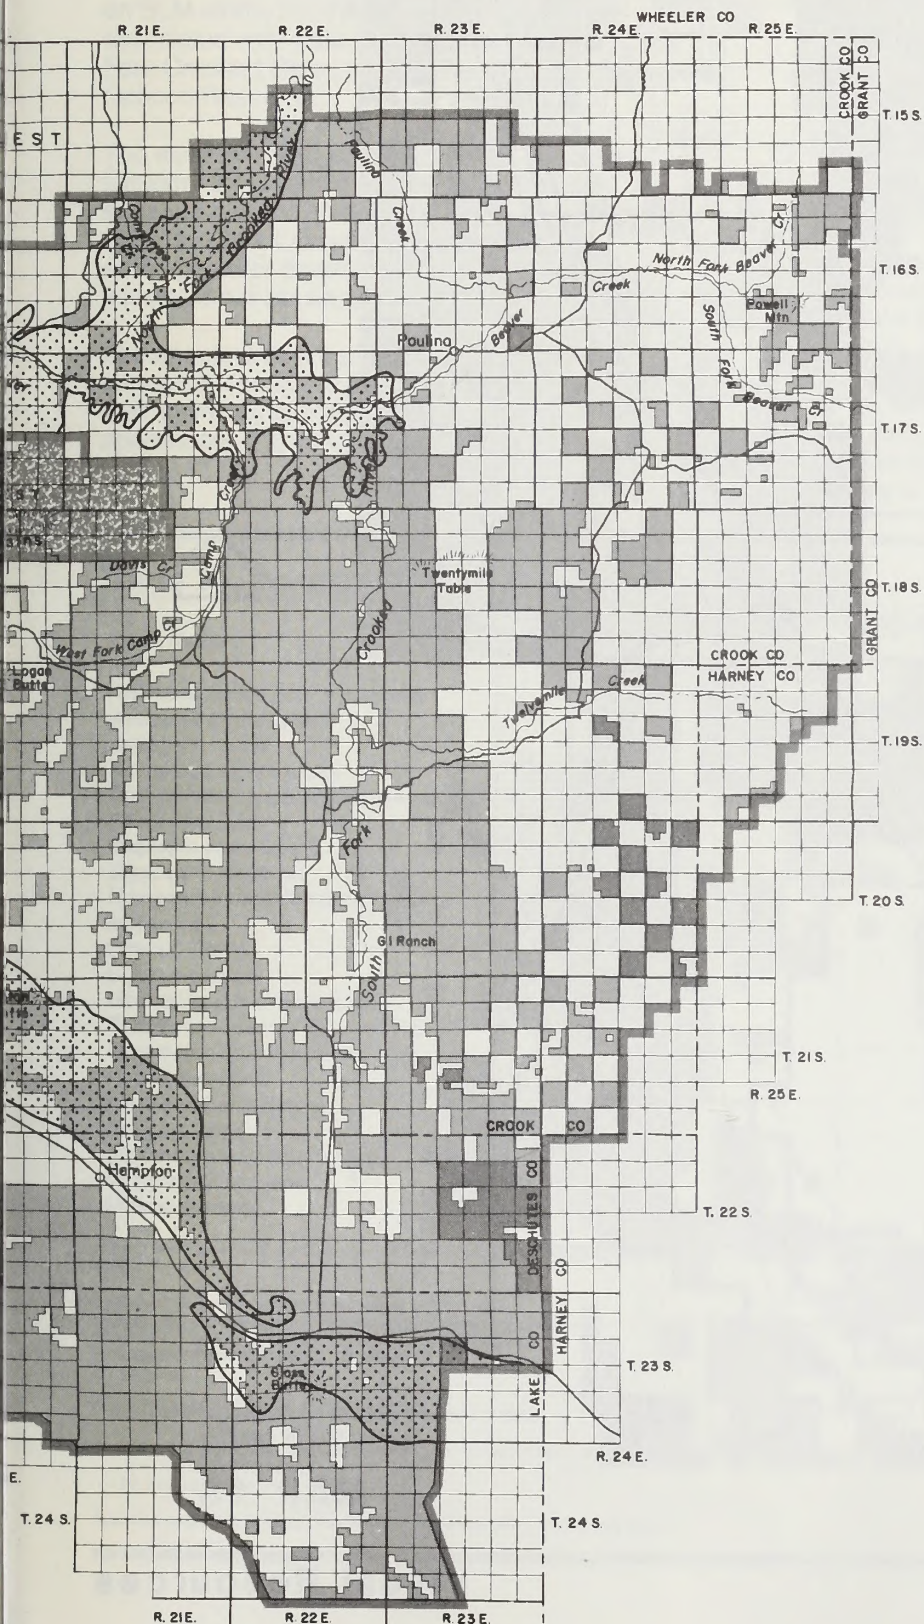 WHEELER CO
R. 21 E.
R. 22 E.
R. 23 E.
R. 24 E.
R. 25 E.
CROOK CO
GRANT CO
T. 15 S.
EST
Paulina
Creek
River
Crooked
Fork
North
T. 16 S.
North Fork Beaver Cr
Creek
Beaver
Powell
Mtn
South
Fork
Beaver Cr
Paulina
T. 17 S.
River
Creek
Camp
Davis Cr
Twentymile
Table
T. 18 S.
GRANT CO
Crooked
West Fork Camp Cr
Logan
Butte
CROOK CO
HARNEY CO
Twelvemile
Creek
T. 19 S.
Fork
T. 20 S.
GI Ranch
South
T. 21 S.
R. 25 E.
CROOK CO
Hampton
DESCHUTES CO
T. 22 S.
HARNEY CO
LAKE CO
T. 23 S.
Glass
Butte
R. 24 E.
E.
T. 24 S.
T. 24 S.
R. 21 E.
R. 22 E.
R. 23 E.